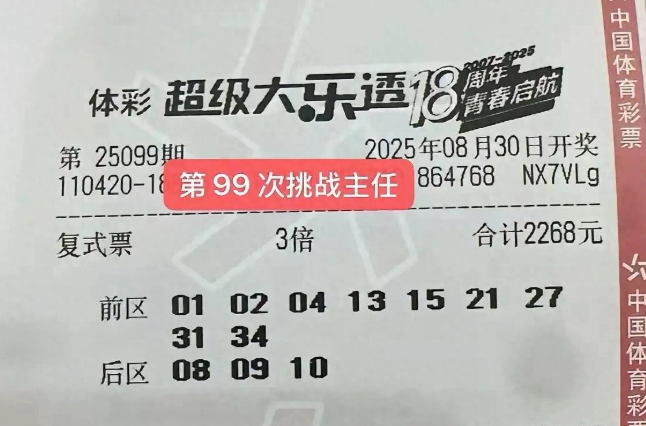 体彩 超级大乐透 18周年 2007-2025 青春启航
第 25099期 2025年08月30日开奖
110420-18 864768 NX7VLg
第 99 次挑战主任
复式票 3倍 合计2268元
前区 01 02 04 13 15 21 27
31 34
后区 08 09 10
中国体育彩票
中国体育彩